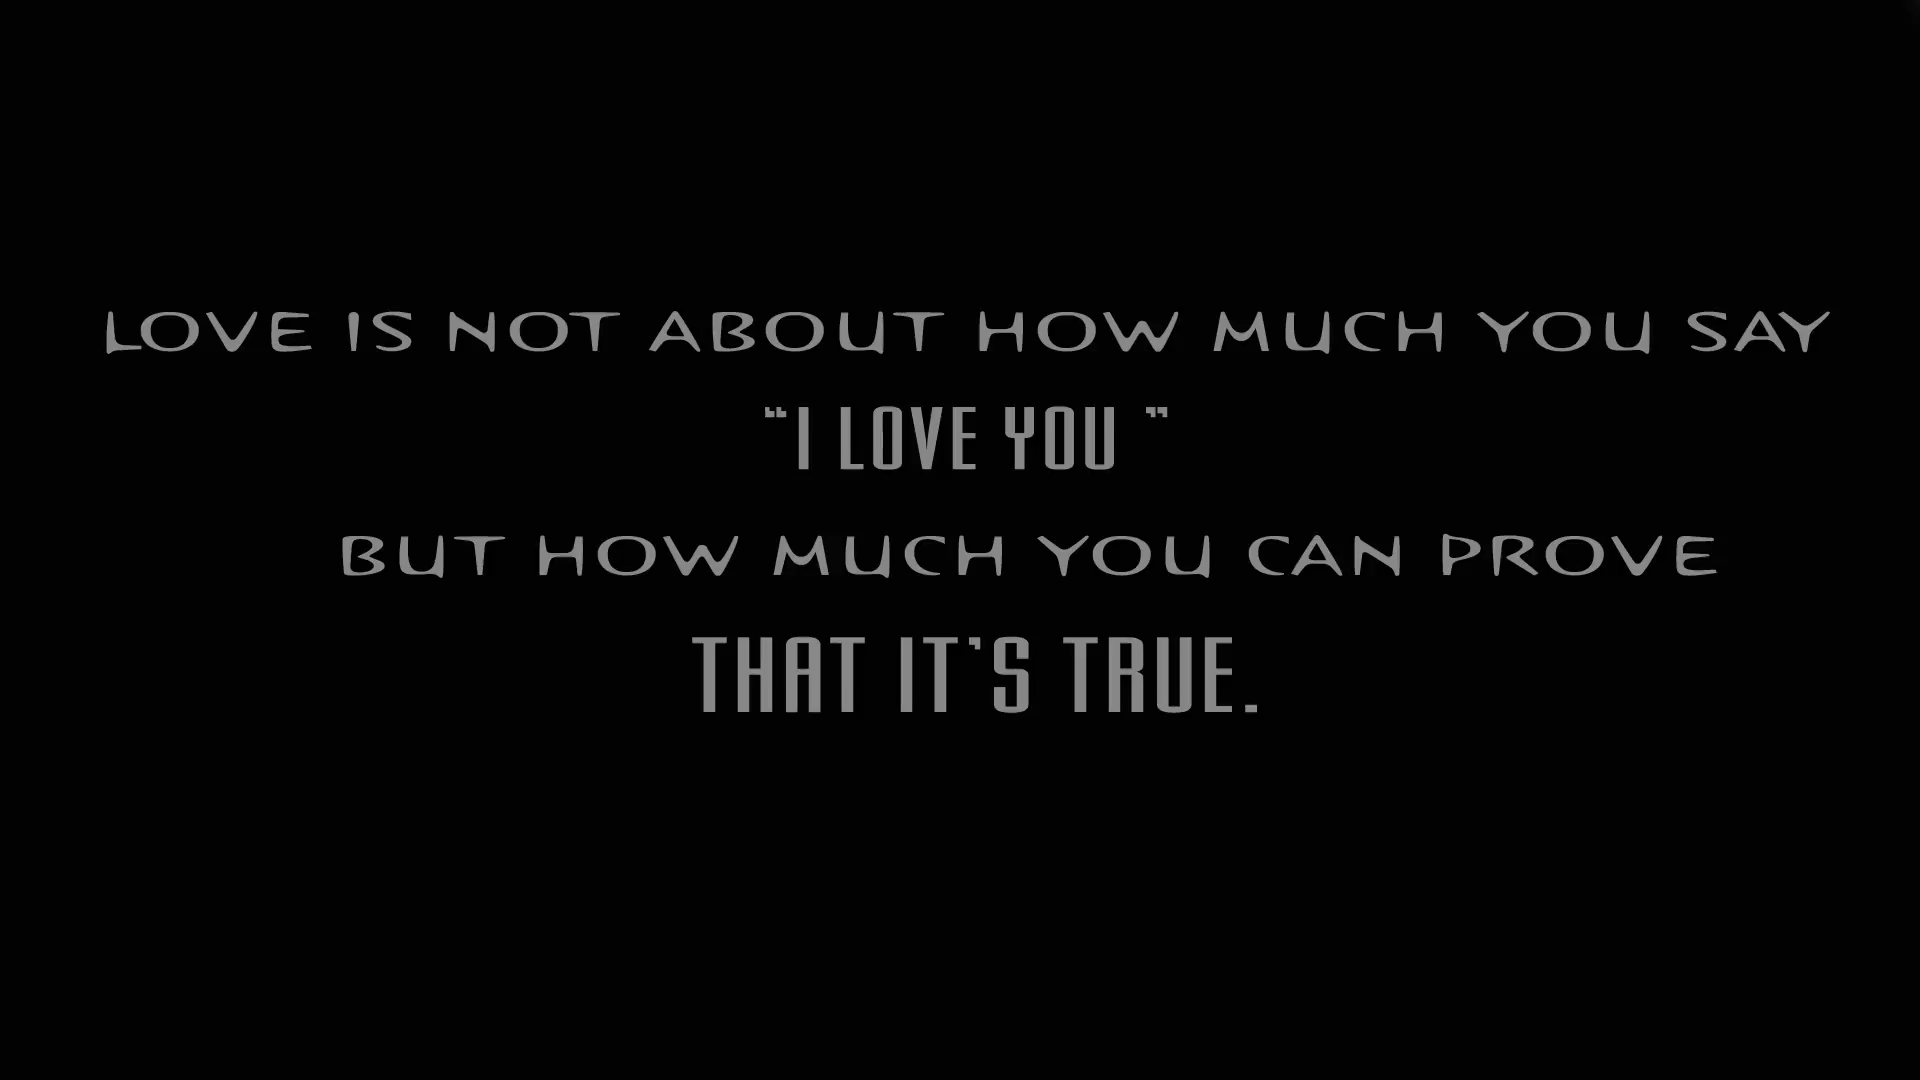 LOVE IS NOT ABOUT HOW MUCH YOU SAY
“I LOVE YOU ”
BUT HOW MUCH YOU CAN PROVE
THAT IT'S TRUE.